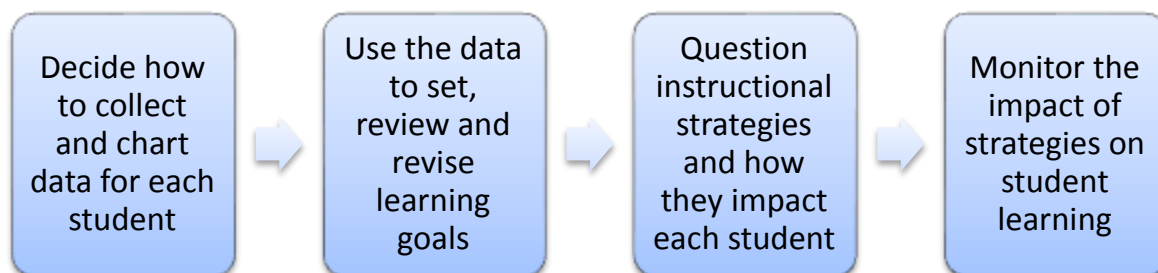 Decide how
to collect
and chart
data for each
student
Use the data
to set,
review and
revise
learning
goals
Question
instructional
strategies
and how
they impact
each student
Monitor the
impact of
strategies on
student
learning